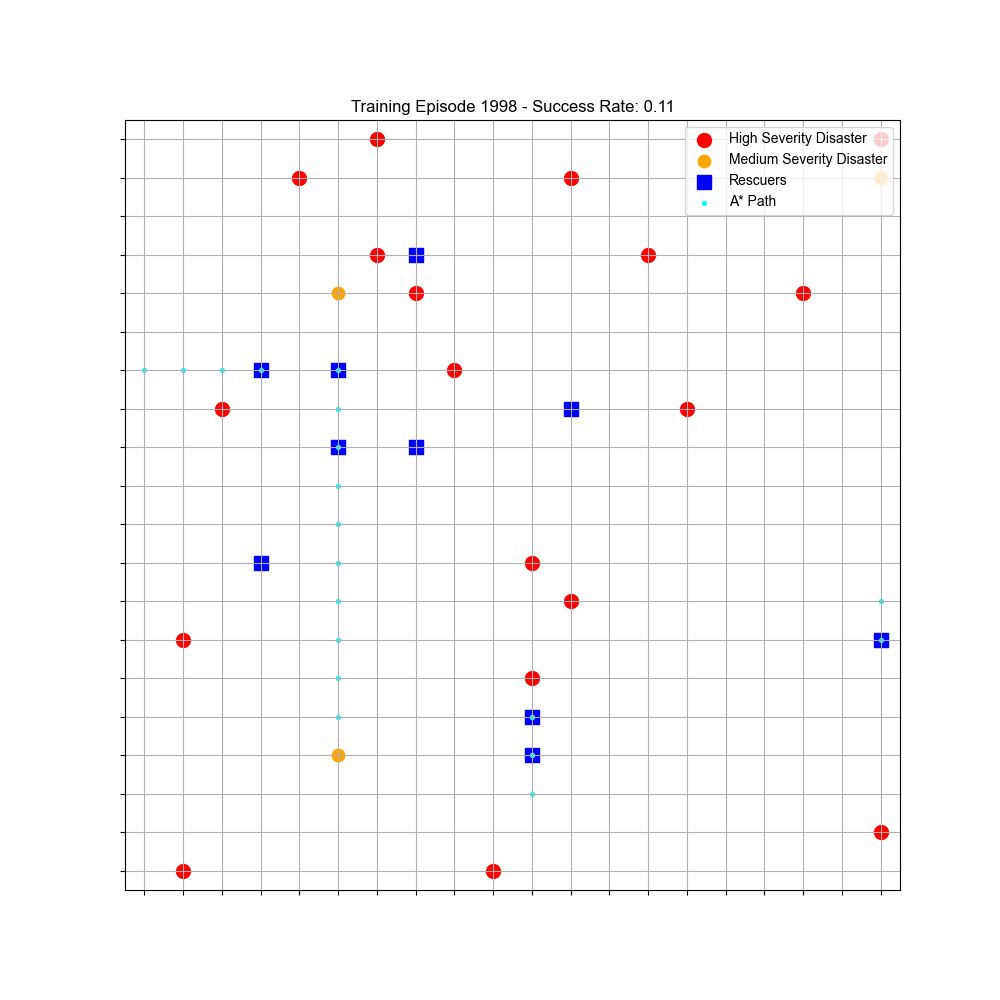 Training Episode 1998 - Success Rate: 0.11
High Severity Disaster
Medium Severity Disaster
Rescuers
A* Path